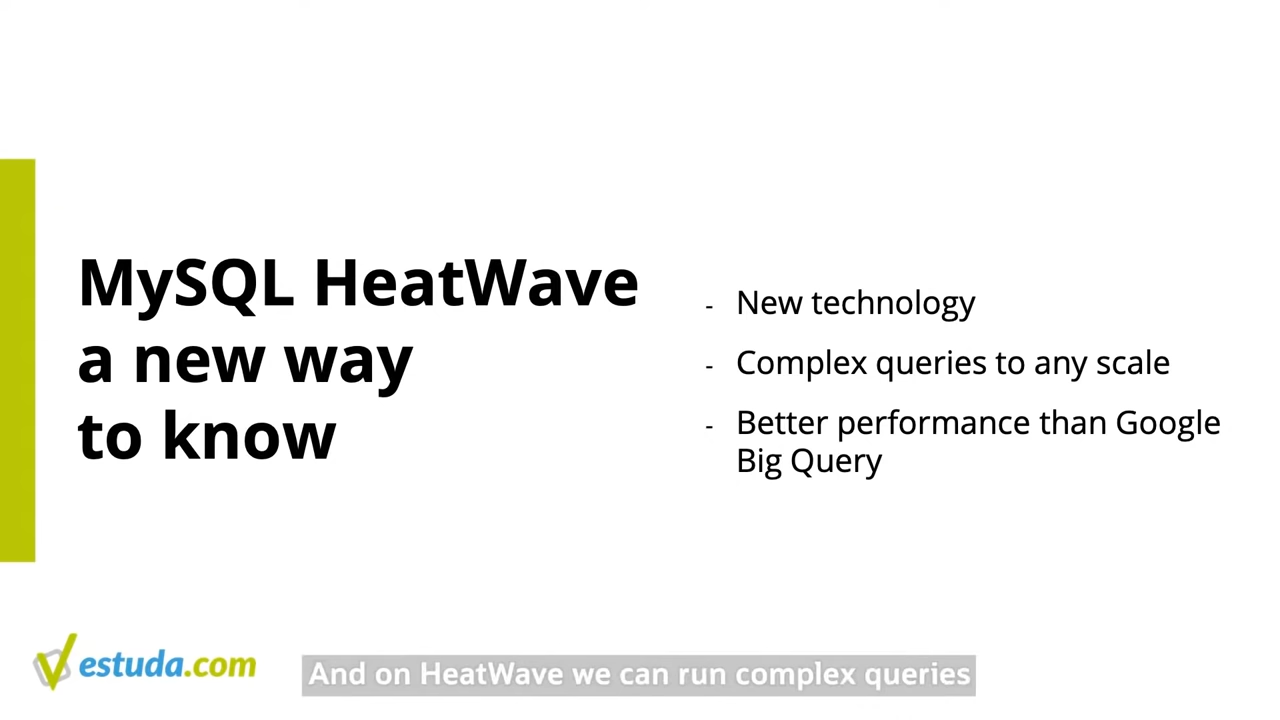 MySQL HeatWave
a new way
to know
- New technology
- Complex queries to any scale
- Better performance than Google
Big Query
estuda.com
And on HeatWave we can run complex queries